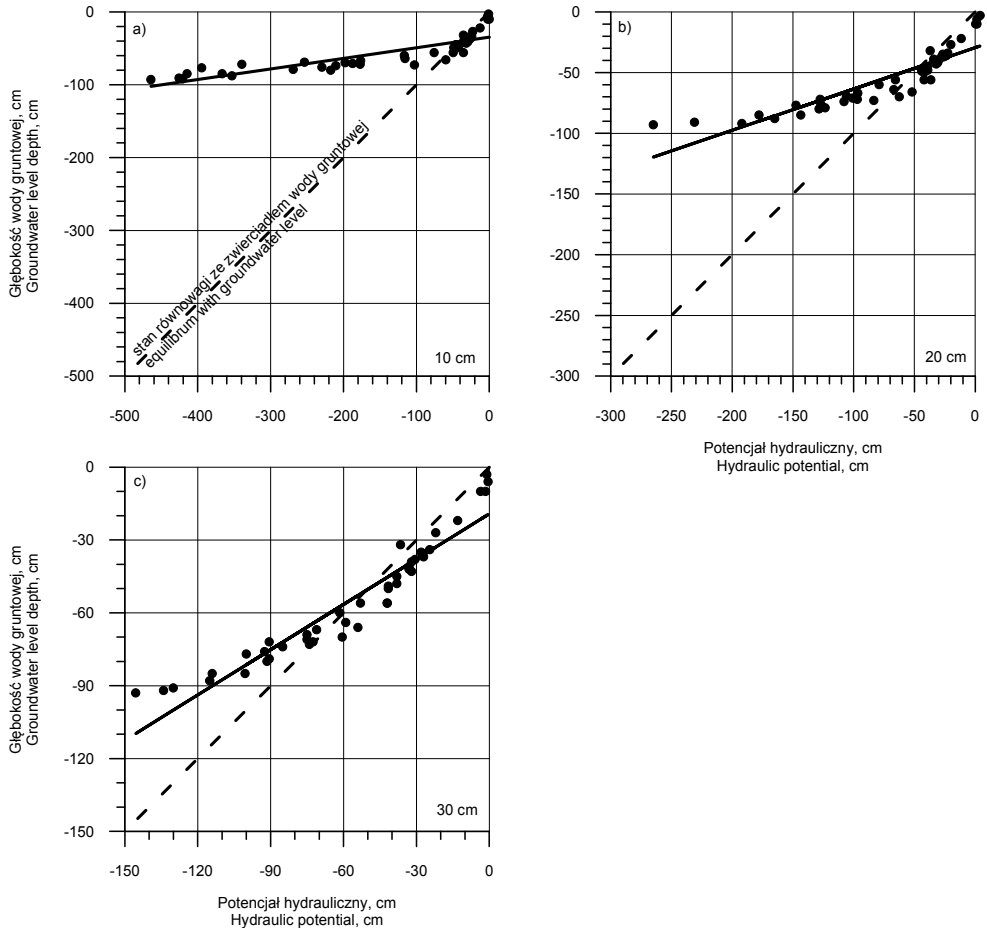 a)
Głębokość wody gruntowej, cm
Groundwater level depth, cm
0
-100
-200
-300
-400
-500
stan równowagi ze zwierciadłem wody gruntowej
equilibrum with groundwater level
10 cm
-500 -400 -300 -200 -100 0
b)
0
-50
-100
-150
-200
-250
-300
20 cm
-300 -250 -200 -150 -100 -50 0
Potencjał hydrauliczny, cm
Hydraulic potential, cm
c)
Głębokość wody gruntowej, cm
Groundwater level depth, cm
0
-30
-60
-90
-120
-150
30 cm
-150 -120 -90 -60 -30 0
Potencjał hydrauliczny, cm
Hydraulic potential, cm